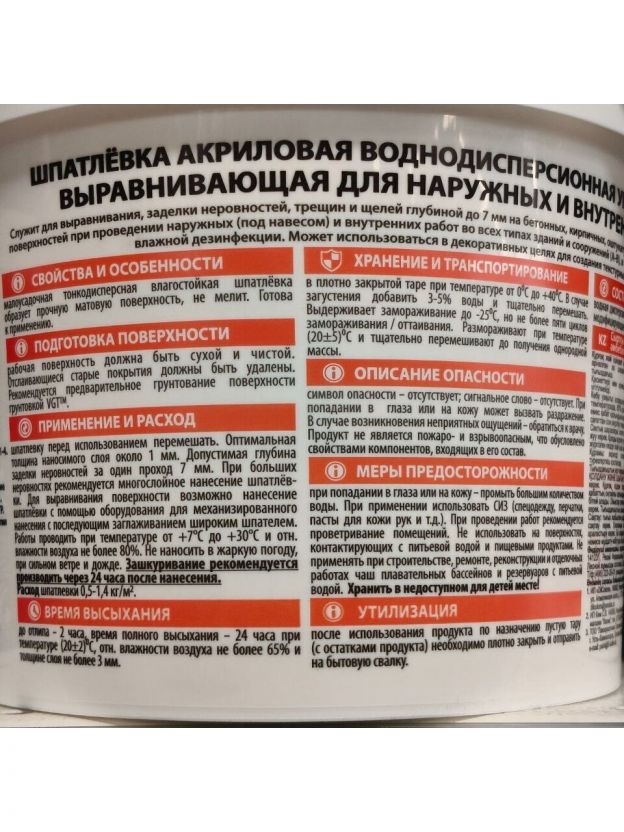 ШПАТЛЁВКА АКРИЛОВАЯ ВОДНОДИСПЕРСИОННАЯ
ВЫРАВНИВАЮЩАЯ ДЛЯ НАРУЖНЫХ И
Служит для выравнивания, заделки неровностей, трещин и щелей глубиной до 7 мм на бетонных, кирпичных,
поверхностей при проведении наружных (под навесом) и внутренних работ во всех типах зданий и сооружений
влажной дезинфекции. Может использоваться в декоративных целях для создания
СВОЙСТВА И ОСОБЕННОСТИ
малоусадочная тонкодисперсна влагостойкая шпатлёвка
образует прочную матовую поверхность, не мелит. Готова
к применению.
ПОДГОТОВКА ПОВЕРХНОСТИ
рабочая поверхность должна быть сухой и чистой.
Отслаивающиеся старые покрытия должны быть удалены.
Рекомендуется предварительное грунтование поверхности
грунтовкой VGT™.
ПРИМЕНЕНИЕ И РАСХОД
шпатлевку перед использованием перемешать. Оптимальная
толщина наносимого слоя около 1 мм. Допустимая глубина
заделки неровностей за один проход 7 мм. При больших
неровностях рекомендуется многослойное нанесение шпатлёв-
ки. Для выравнивания поверхности возможно нанесение
шпатлёвки с помощью оборудования для механизированного
нанесения с последующим заглаживанием широким шпателем.
Работы проводить при температуре от +7°С до +30°С и отн.
влажности воздуха не более 80%. Не наносить в жаркую погоду,
при сильном ветре и дожде. Зашкуривание рекомендуется
производить через 24 часа после нанесения.
Расход шпатлевки 0,5-1,4 кг/м².
ВРЕМЯ ВЫСЫХАНИЯ
до отлипа - 2 часа, время полного высыхания – 24 часа при
температуре (20±2)°С, отн. влажности воздуха не более 65% и
толщине слоя не более 3 мм.
ХРАНЕНИЕ И ТРАНСПОРТИРОВАНИЕ
в плотно закрытой таре при температуре от 0°С до +40°С. В случае
загустения добавить 3-5% воды и тщательно перемешать.
Выдерживает замораживание до -25°С, но не более пяти циклов
замораживания / оттаивания. Размораживают при температуре
(20±5)°С и тщательно перемешивают до получения однородной
массы.
ОПИСАНИЕ ОПАСНОСТИ
символ опасности – отсутствует; сигнальное слово – отсутствует. При
попадании в глаза или на кожу может вызвать раздражение.
В случае возникновения неприятных ощущений – обратиться к врачу.
Продукт не является пожаро- и взрывоопасным, что обусловлено
свойствами компонентов, входящих в его состав.
МЕРЫ ПРЕДОСТОРОЖНОСТИ
при попадании в глаза или на кожу – промыть большим количеством
воды. При применении использовать СИЗ (спецодежду, перчатки,
пасты для кожи рук и т.д.). При проведении работ рекомендуется
проветривание помещений. Не использовать на поверхностях,
контактирующих с питьевой водой и пищевыми продуктами. Не
применять при строительстве, ремонте, реконструкции и отделочных
работах чаш плавательных бассейнов и резервуаров с питьевой
водой. Хранить в недоступном для детей месте!
УТИЛИЗАЦИЯ
после использования продукта по назначению пустую тару
(с остатками продукта) необходимо плотно закрыть и отправить
на бытовую свалку.
KZ